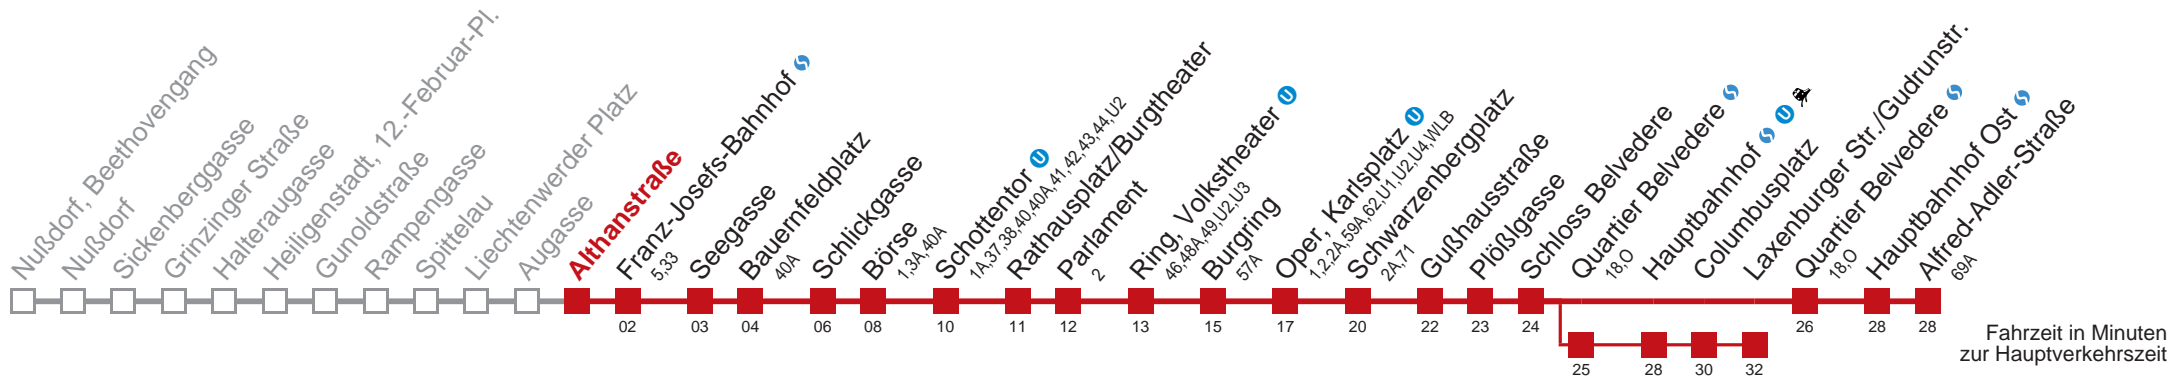 Nußdorf, Beethovengang
Nußdorf
Sickenberggasse
Grinzinger Straße
Halteraugasse
Heiligenstadt, 12.-Februar-Pl.
Gunoldstraße
Rampengasse
Spittelau
Liechtenwerder Platz
Augasse
Althanstraße
Franz-Josefs-Bahnhof
5,33
Seegasse
Bauernfeldplatz
40A
Schlickgasse
Börse
1,3A,40A
Schottentor U
1A,37,38,40,40A,41,42,43,44,U2
Rathausplatz/Burgtheater
Parlament
2
Ring, Volkstheater U
46,48A,49,U2,U3
Burgring
57A
Oper, Karlsplatz U
1,2,2A,59A,62,U1,U2,U4,WLB
Schwarzenbergplatz
2A,71
Gußhausstraße
Plößlgasse
Schloss Belvedere
Quartier Belvedere
18,O
Hauptbahnhof U
Columbusplatz
Laxenburger Str./Gudrunstr.
Quartier Belvedere
18,O
Hauptbahnhof Ost
Alfred-Adler-Straße
69A
02 03 04 06 08 10 11 12 13 15 17 20 22 23 24 26 28 28
25 28 30 32
Fahrzeit in Minuten
zur Hauptverkehrszeit